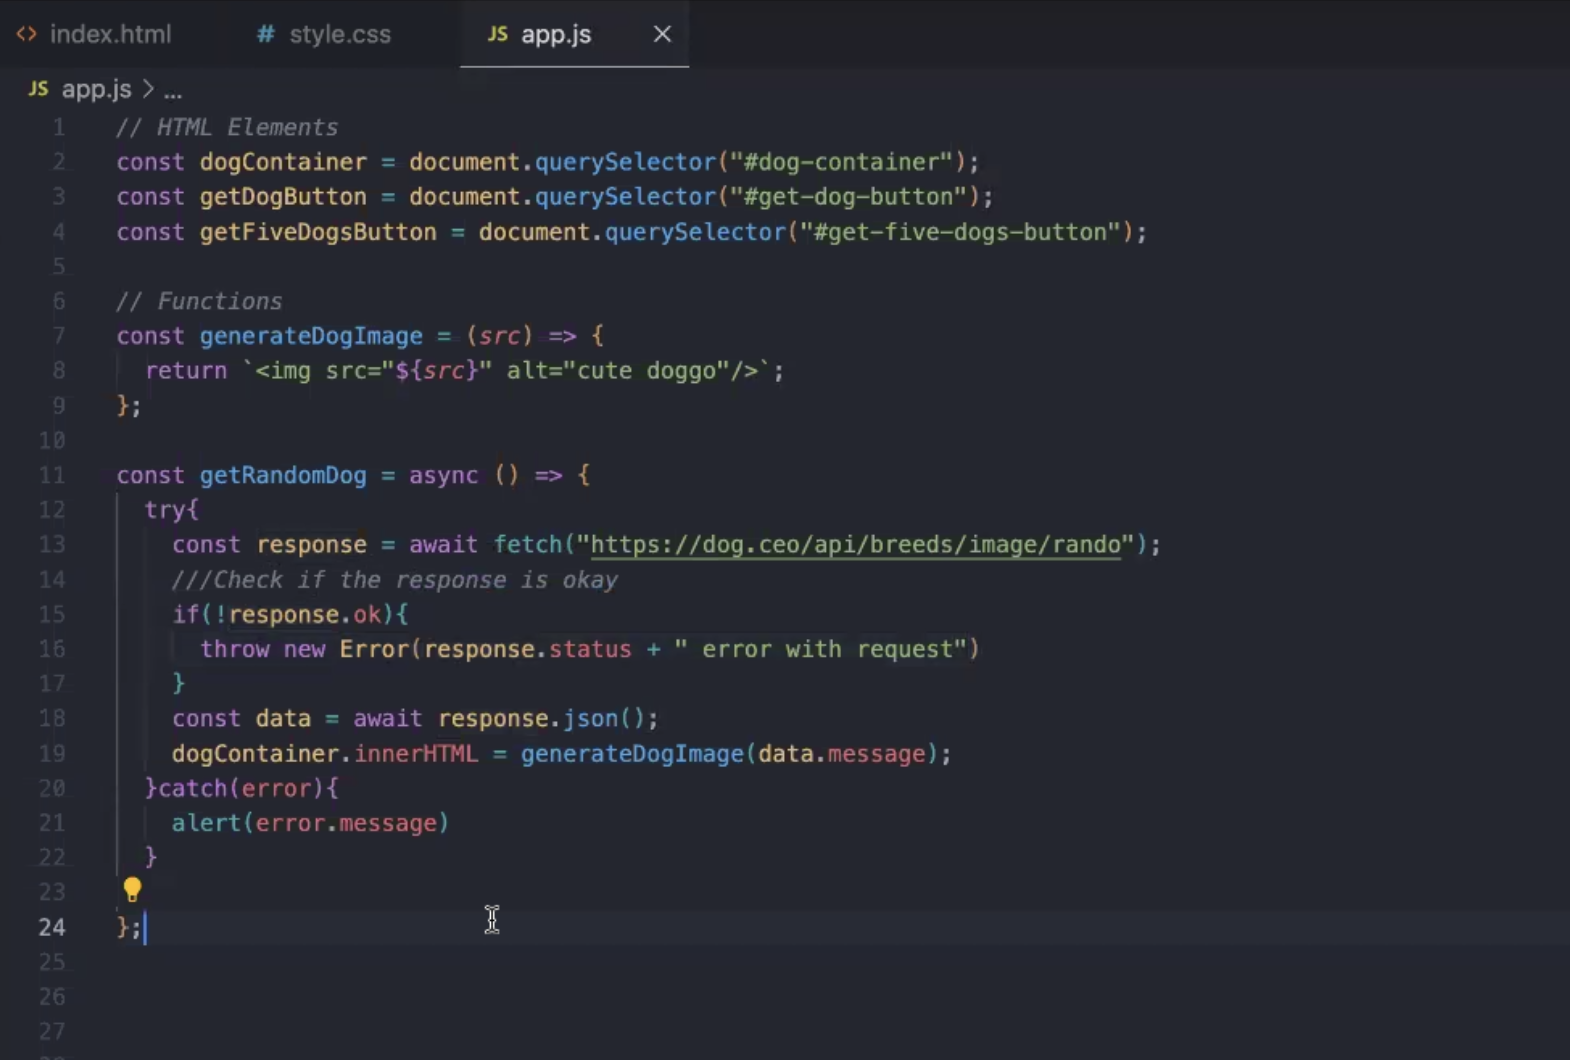 <> index.html # style.css JS app.js ×
JS app.js > ...
1 // HTML Elements
2 const dogContainer = document.querySelector("#dog-container");
3 const getDogButton = document.querySelector("#get-dog-button");
4 const getFiveDogsButton = document.querySelector("#get-five-dogs-button");
5
6 // Functions
7 const generateDogImage = (src) => {
8 return `<img src="${src}" alt="cute doggo"/>`;
9 };
10
11 const getRandomDog = async () => {
12 try{
13 const response = await fetch("https://dog.ceo/api/breeds/image/rando");
14 ///Check if the response is okay
15 if(!response.ok){
16 throw new Error(response.status + " error with request")
17 }
18 const data = await response.json();
19 dogContainer.innerHTML = generateDogImage(data.message);
20 }catch(error){
21 alert(error.message)
22 }
23
24 };
25
26
27